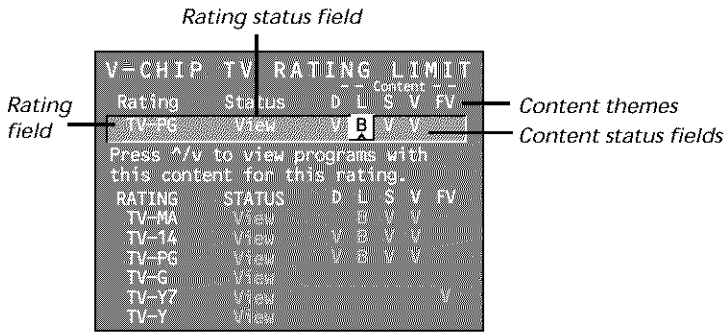 Rating status field
V-CHIP TV RATING LIMIT
-- Content --
Rating Status D L S V FV
TV-PG View V B V V
Press ^/v to view programs with
this content for this rating.
RATING STATUS D L S V FV
TV-MA View B V V
TV-14 View V B V V
TV-PG View V B V V
TV-G View
TV-Y7 View V
TV-Y View
Rating
field
Content themes
Content status fields